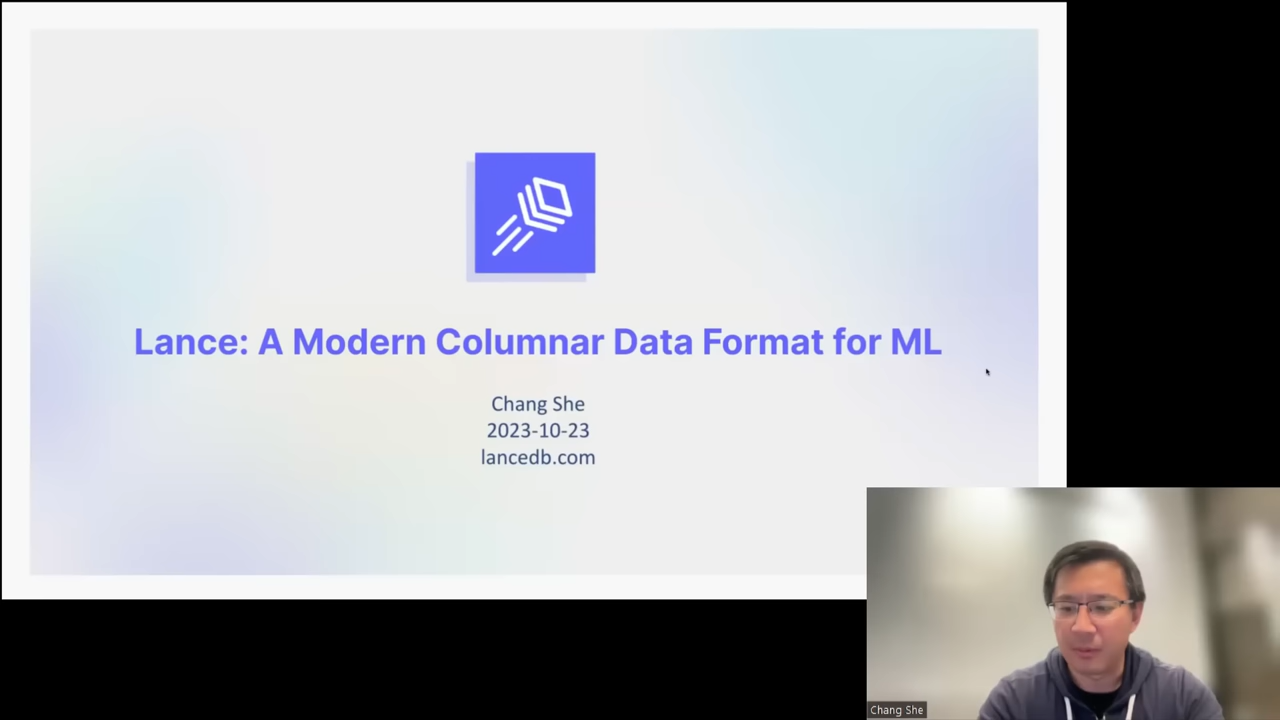 Lance: A Modern Columnar Data Format for ML
Chang She
2023-10-23
lancedb.com
Chang She